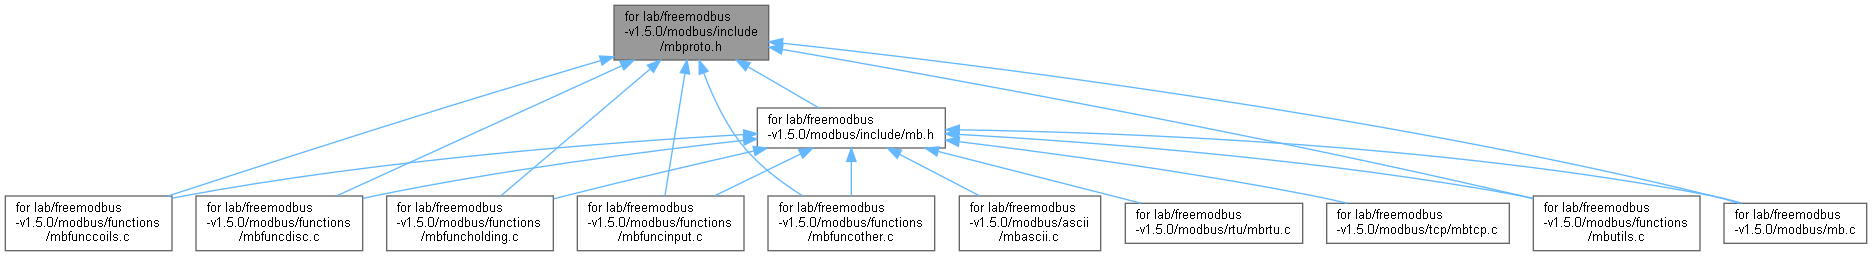 for lab/freemodbus
-v1.5.0/modbus/include
/mbproto.h
for lab/freemodbus
-v1.5.0/modbus/include/mb.h
for lab/freemodbus
-v1.5.0/modbus/functions
/mbfunccoils.c
for lab/freemodbus
-v1.5.0/modbus/functions
/mbfuncdisc.c
for lab/freemodbus
-v1.5.0/modbus/functions
/mbfuncholding.c
for lab/freemodbus
-v1.5.0/modbus/functions
/mbfuncinput.c
for lab/freemodbus
-v1.5.0/modbus/functions
/mbfuncother.c
for lab/freemodbus
-v1.5.0/modbus/ascii
/mbascii.c
for lab/freemodbus
-v1.5.0/modbus/rtu/mbrtu.c
for lab/freemodbus
-v1.5.0/modbus/tcp/mbtcp.c
for lab/freemodbus
-v1.5.0/modbus/functions
/mbutils.c
for lab/freemodbus
-v1.5.0/modbus/mb.c